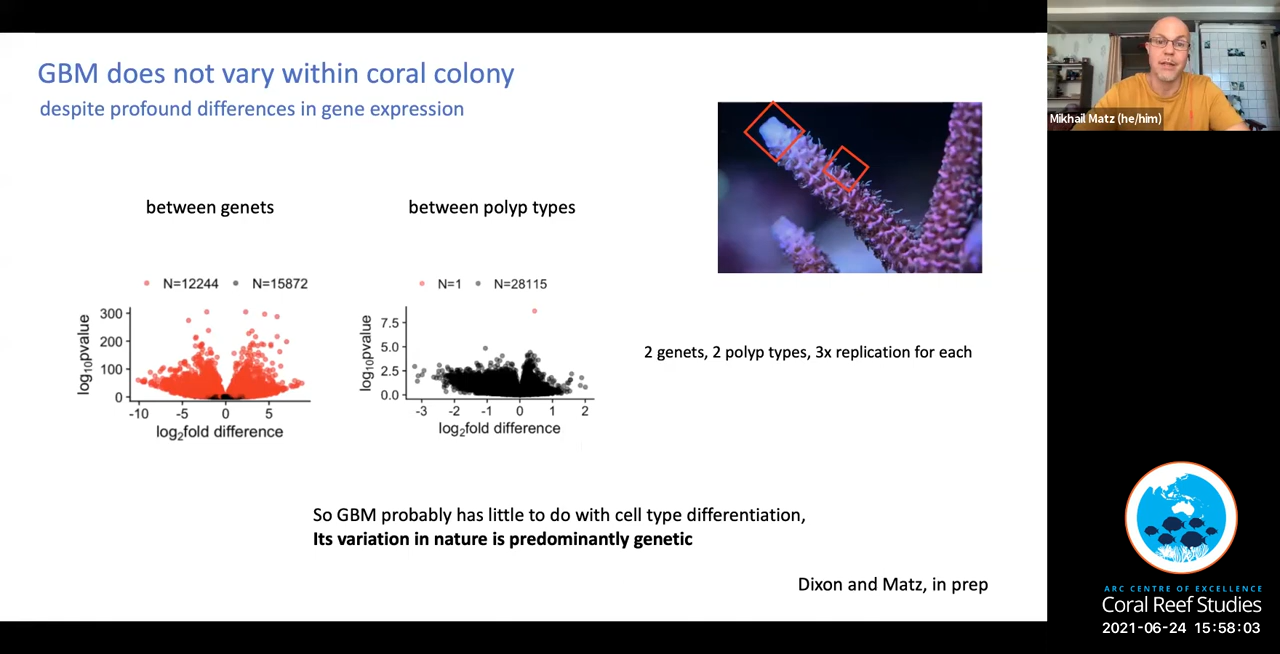 GBM does not vary within coral colony
despite profound differences in gene expression
Mikhail Matz (he/him)
between genets
between polyp types
N=12244 N=15872
N=1 N=28115
300
200
100
0
log10pvalue
-10 -5 0 5
log2fold difference
7.5
5.0
2.5
0.0
log10pvalue
-3 -2 -1 0 1 2
log2fold difference
2 genets, 2 polyp types, 3x replication for each
So GBM probably has little to do with cell type differentiation,
Its variation in nature is predominantly genetic
Dixon and Matz, in prep
ARC CENTRE OF EXCELLENCE
Coral Reef Studies
2021-06-24 15:58:03